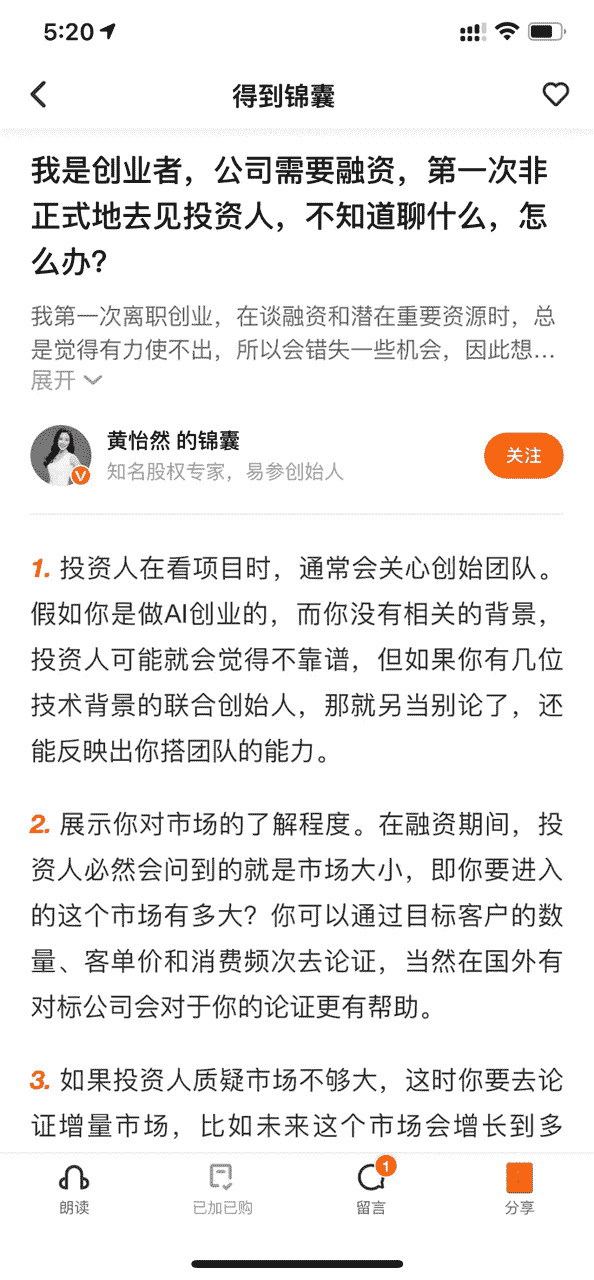 5:20
得到锦囊
我是创业者，公司需要融资，第一次非
正式地去见投资人，不知道聊什么，怎
么办?
我第一次离职创业，在谈融资和潜在重要资源时，总
是觉得有力使不出，所以会错失一些机会，因此想…
展开
黄怡然 的锦囊
V
知名股权专家，易参创始人
关注
1. 投资人在看项目时，通常会关心创始团队。
假如你是做AI创业的，而你没有相关的背景，
投资人可能就会觉得不靠谱，但如果你有几位
技术背景的联合创始人，那就另当别论了，还
能反映出你搭团队的能力。
2. 展示你对市场的了解程度。在融资期间，投
资人必然会问到的就是市场大小，即你要进入
的这个市场有多大？你可以通过目标客户的数
量、客单价和消费频次去论证，当然在国外有
对标公司会对于你的论证更有帮助。
3. 如果投资人质疑市场不够大，这时你要去论
证增量市场，比如未来这个市场会增长到多
1
朗读
已加已购
留言
分享